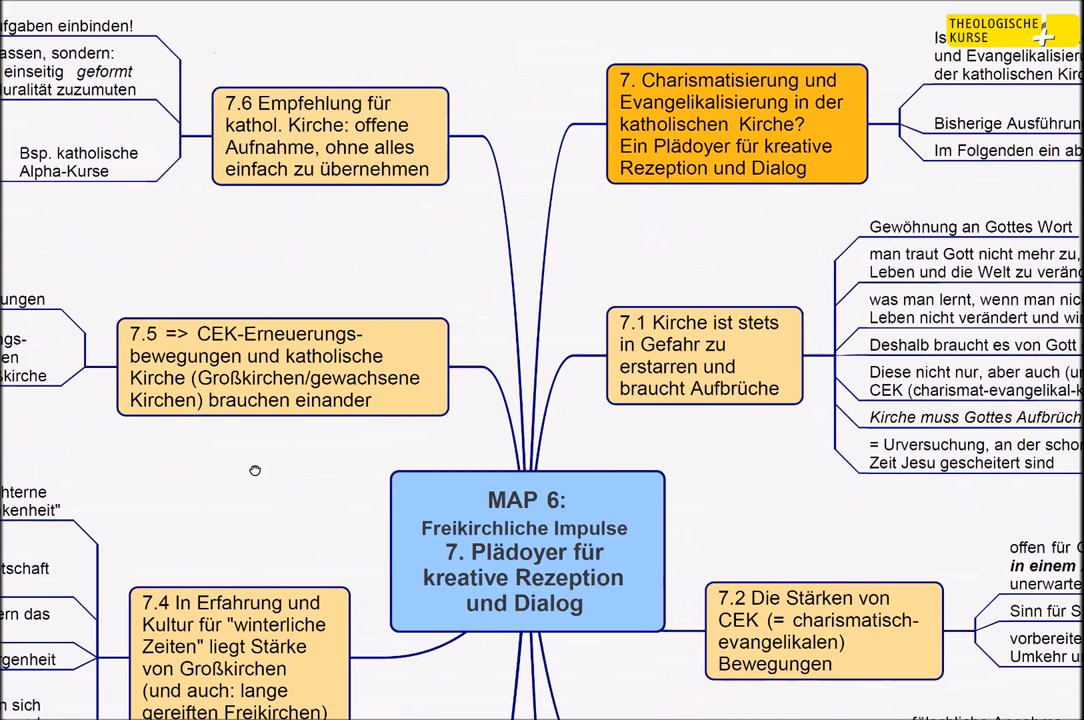 THEOLOGISCHE
KURSE
ufgaben einbinden!
assen, sondern:
einseitig geformt
uralität zuzumuten
Bsp. katholische
Alpha-Kurse
7.6 Empfehlung für
kathol. Kirche: offene
Aufnahme, ohne alles
einfach zu übernehmen
7. Charismatisierung und
Evangelikalisierung in der
katholischen Kirche?
Ein Plädoyer für kreative
Rezeption und Dialog
Is
und Evangelikalisieru
der katholischen Kirc
Bisherige Ausführun
Im Folgenden ein ab
ungen
ngs-
en
skirche
7.5 => CEK-Erneuerungs-
bewegungen und katholische
Kirche (Großkirchen/gewachsene
Kirchen) brauchen einander
7.1 Kirche ist stets
in Gefahr zu
erstarren und
braucht Aufbrüche
Gewöhnung an Gottes Wort
man traut Gott nicht mehr zu,
Leben und die Welt zu veränd
was man lernt, wenn man nic
Leben nicht verändert und wi
Deshalb braucht es von Gott
Diese nicht nur, aber auch (u
CEK (charismat-evangelikal-k
Kirche muss Gottes Aufbrüch
= Urversuchung, an der scho
Zeit Jesu gescheitert sind
MAP 6:
Freikirchliche Impulse
7. Plädoyer für
kreative Rezeption
und Dialog
hterne
kenheit"
tschaft
ern das
rgenheit
n sich
7.4 In Erfahrung und
Kultur für "winterliche
Zeiten" liegt Stärke
von Großkirchen
(und auch: lange
gereiften Freikirchen)
7.2 Die Stärken von
CEK (= charismatisch-
evangelikalen)
Bewegungen
offen für G
in einem
unerwarte
Sinn für S
vorbereite
Umkehr u